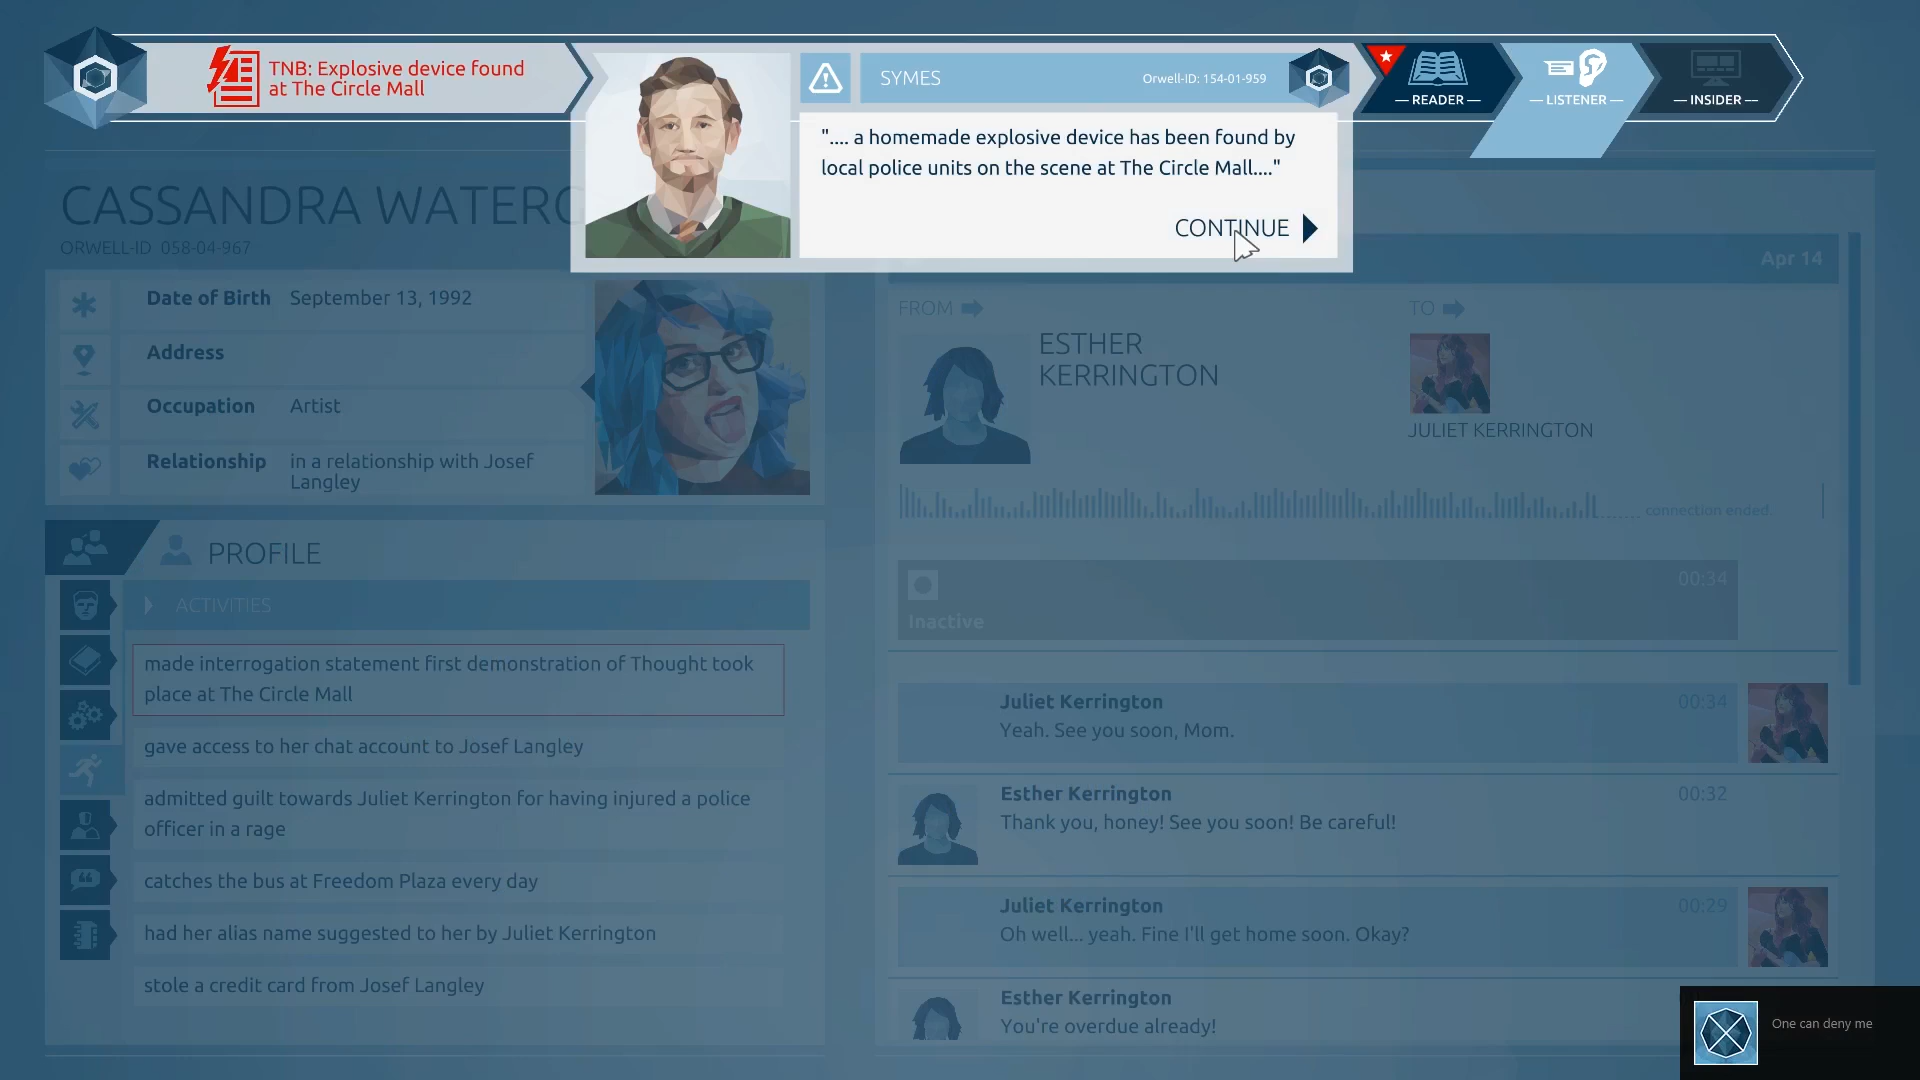 TNB: Explosive device found
at The Circle Mall
SYMES
Orwell-ID: 154-01-959
".... a homemade explosive device has been found by
local police units on the scene at The Circle Mall...."
CONTINUE
READER
LISTENER
INSIDER
CASSANDRA WATERG
ORWELL-ID 058-04-967
Date of Birth September 13, 1992
Address
Occupation Artist
Relationship in a relationship with Josef
Langley
PROFILE
ACTIVITIES
made interrogation statement first demonstration of Thought took
place at The Circle Mall
gave access to her chat account to Josef Langley
admitted guilt towards Juliet Kerrington for having injured a police
officer in a rage
catches the bus at Freedom Plaza every day
had her alias name suggested to her by Juliet Kerrington
stole a credit card from Josef Langley
Apr 14
FROM
TO
ESTHER
KERRINGTON
JULIET KERRINGTON
connection ended.
00:34
Inactive
Juliet Kerrington 00:34
Yeah. See you soon, Mom.
Esther Kerrington 00:32
Thank you, honey! See you soon! Be careful!
Juliet Kerrington 00:29
Oh well... yeah. Fine I'll get home soon. Okay?
Esther Kerrington
You're overdue already!
One can deny me